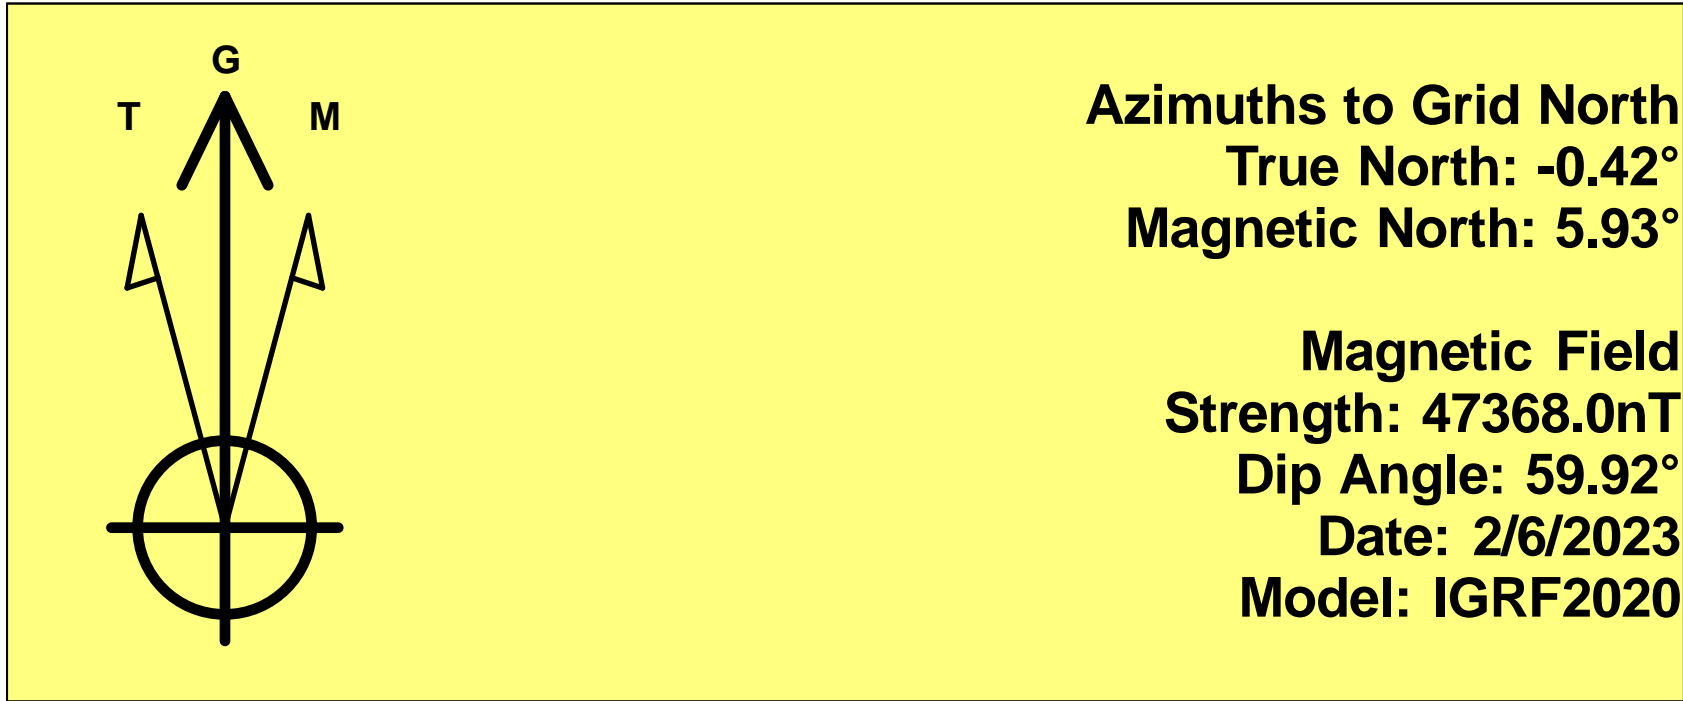 G
T
M
Azimuths to Grid North
True North: -0.42°
Magnetic North: 5.93°
Magnetic Field
Strength: 47368.0nT
Dip Angle: 59.92°
Date: 2/6/2023
Model: IGRF2020